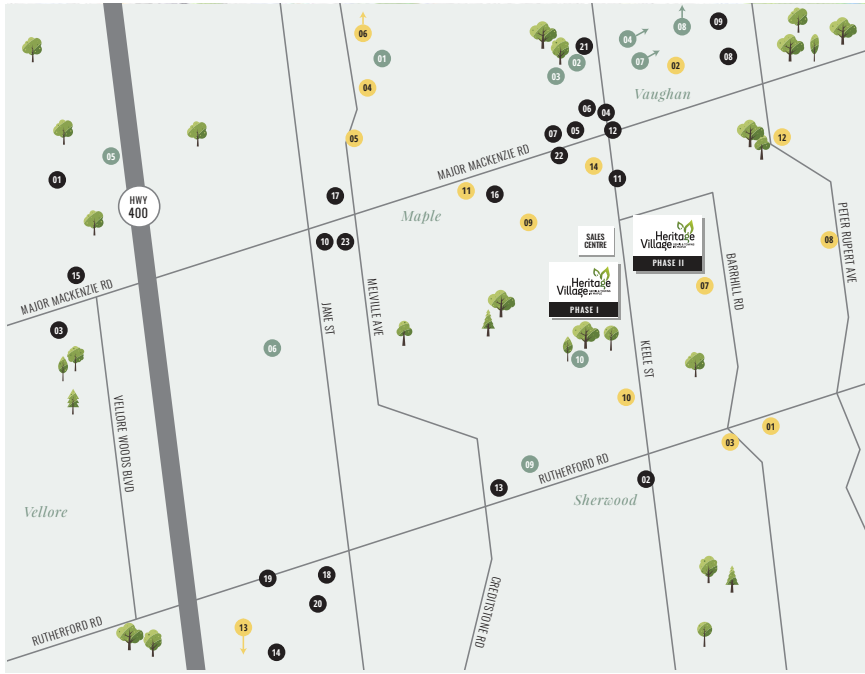 06
01
04
05
05
01
17
HWY
400
10
23
15
03
06
21
02
03
04
07
08
09
08
02
Vaughan
06
04
07
05
12
22
14
11
12
MAJOR MACKENZIE RD
11
16
Maple
09
SALES
CENTRE
Heritage
Village
PHASE II
Heritage
Village
PHASE I
07
08
PETER RUPERT AVE
BARRHILL RD
MAJOR MACKENZIE RD
JANE ST
MELVILLE AVE
KEELE ST
10
10
VELLORE WOODS BLVD
01
03
09
RUTHERFORD RD
13
02
Sherwood
Vellore
19
18
20
CREDITSTONE RD
RUTHERFORD RD
13
14